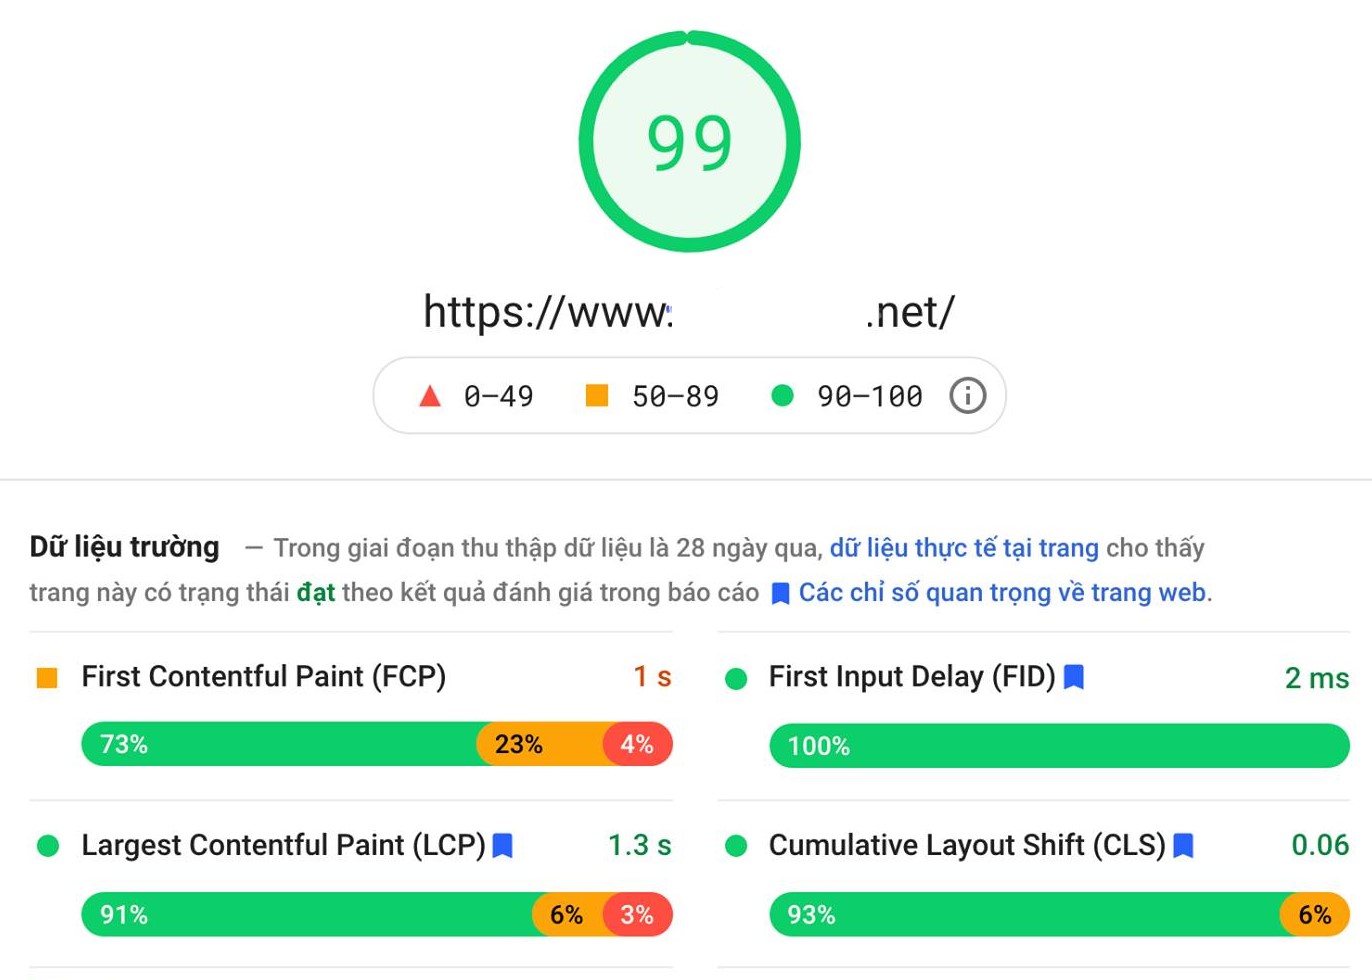 99
https://www. .net/
0–49 50–89 90–100
Dữ liệu trường — Trong giai đoạn thu thập dữ liệu là 28 ngày qua, dữ liệu thực tế tại trang cho thấy
trang này có trạng thái đạt theo kết quả đánh giá trong báo cáo Các chỉ số quan trọng về trang web.
First Contentful Paint (FCP) 1 s
73% 23% 4%
First Input Delay (FID) 2 ms
100%
Largest Contentful Paint (LCP) 1.3 s
91% 6% 3%
Cumulative Layout Shift (CLS) 0.06
93% 6%